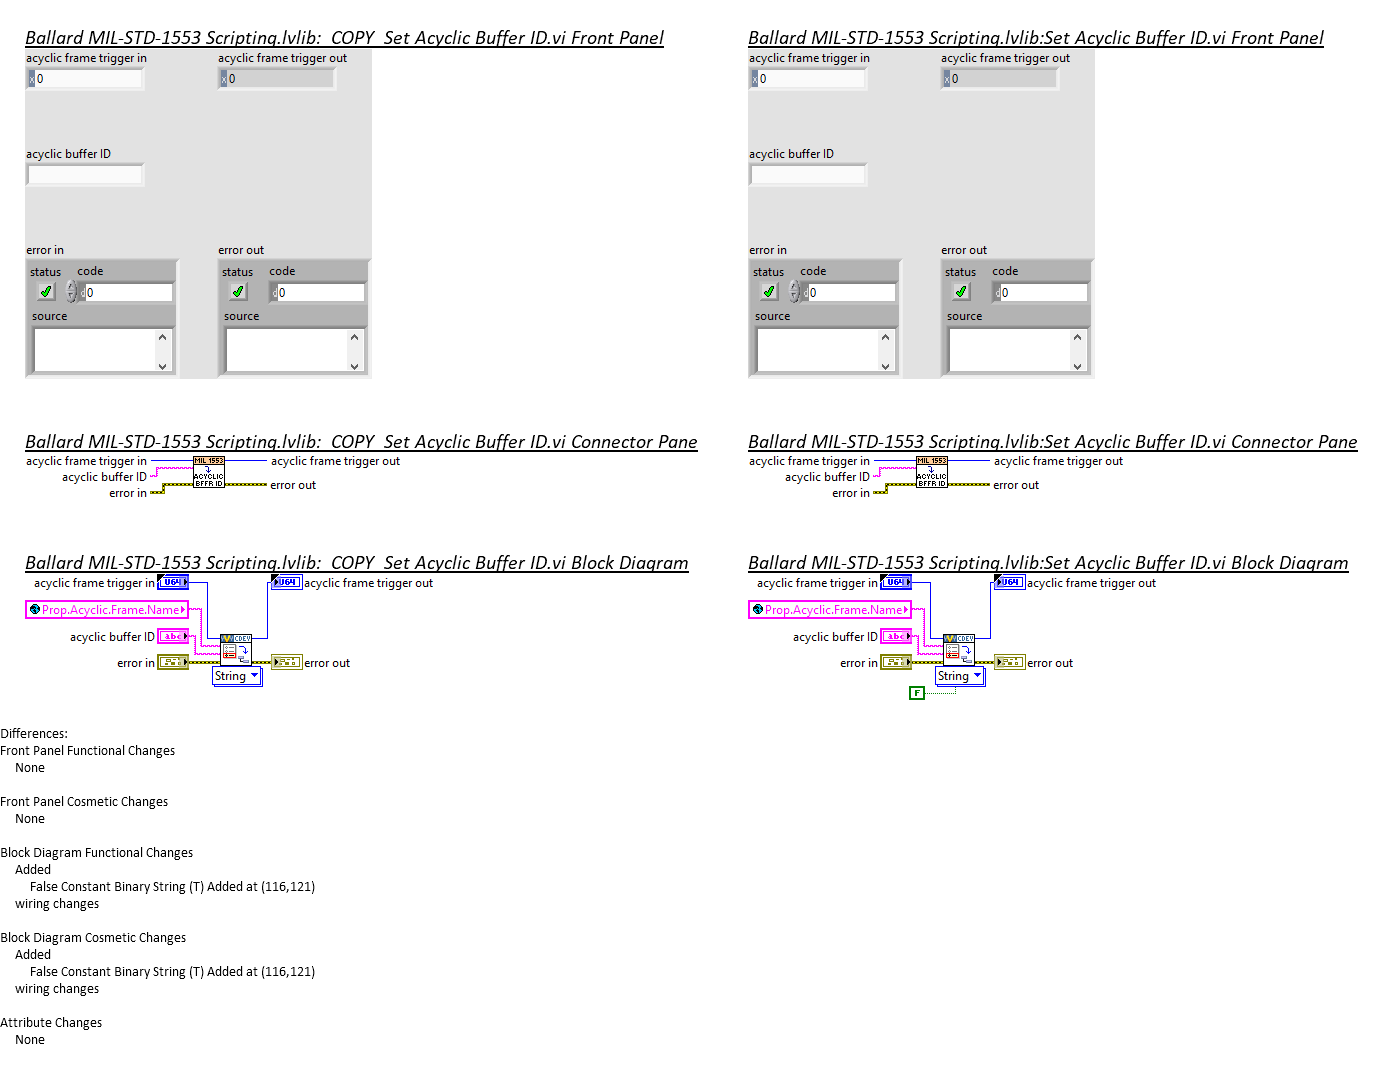 Ballard MIL-STD-1553 Scripting.lvlib:_COPY_Set Acyclic Buffer ID.vi Front Panel
acyclic frame trigger in
acyclic frame trigger out
x 0
x 0
acyclic buffer ID
error in
error out
status
code
status
code
d 0
d 0
source
source
Ballard MIL-STD-1553 Scripting.lvlib:Set Acyclic Buffer ID.vi Front Panel
acyclic frame trigger in
acyclic frame trigger out
x 0
x 0
acyclic buffer ID
error in
error out
status
code
status
code
d 0
d 0
source
source
Ballard MIL-STD-1553 Scripting.lvlib:_COPY_Set Acyclic Buffer ID.vi Connector Pane
acyclic frame trigger in
MIL 1553
acyclic frame trigger out
acyclic buffer ID
ACYCLIC
BFFR ID
error in
error out
Ballard MIL-STD-1553 Scripting.lvlib:Set Acyclic Buffer ID.vi Connector Pane
acyclic frame trigger in
MIL 1553
acyclic frame trigger out
acyclic buffer ID
ACYCLIC
BFFR ID
error in
error out
Ballard MIL-STD-1553 Scripting.lvlib:_COPY_Set Acyclic Buffer ID.vi Block Diagram
acyclic frame trigger in
U64
U64
acyclic frame trigger out
Prop.Acyclic.Frame.Name
acyclic buffer ID
abc
CDEV
error in
error out
String
Ballard MIL-STD-1553 Scripting.lvlib:Set Acyclic Buffer ID.vi Block Diagram
acyclic frame trigger in
U64
U64
acyclic frame trigger out
Prop.Acyclic.Frame.Name
acyclic buffer ID
abc
CDEV
error in
error out
String
F
Differences:
Front Panel Functional Changes
None
Front Panel Cosmetic Changes
None
Block Diagram Functional Changes
Added
False Constant Binary String (T) Added at (116,121)
wiring changes
Block Diagram Cosmetic Changes
Added
False Constant Binary String (T) Added at (116,121)
wiring changes
Attribute Changes
None